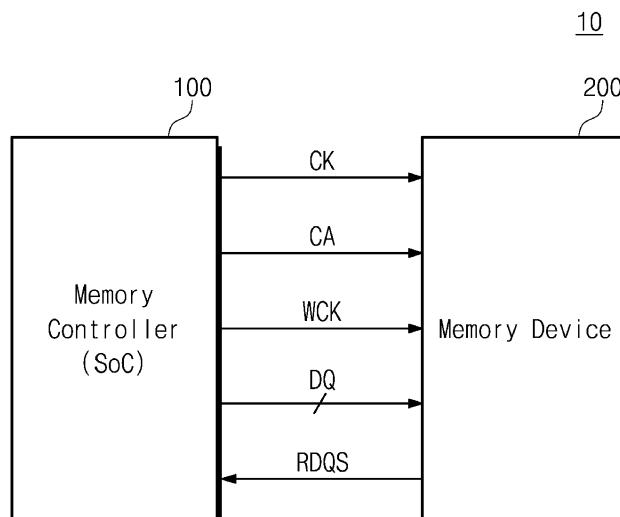 10
100
200
CK
CA
WCK
DQ
RDQS
Memory
Controller
(SoC)
Memory Device